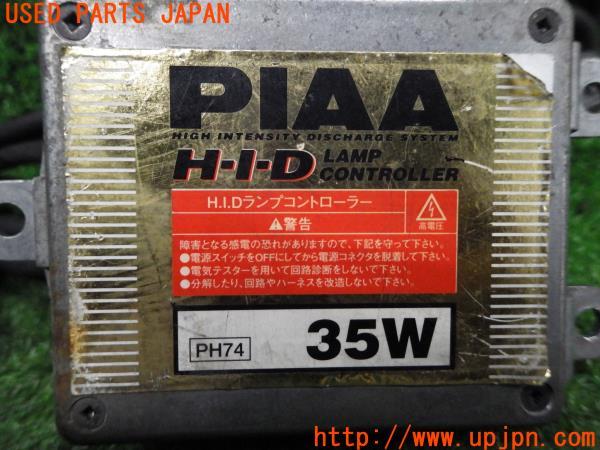 USED PARTS JAPAN
PIAA
HIGH INTENSITY DISCHARGE SYSTEM
H-I-D LAMP CONTROLLER
H.I.Dランプコントローラー
警告
高電圧
障害となる感電の恐れがありますので、下記を守って下さい。
●電源スイッチをOFFにしてから電源コネクタを脱着して下さい。
●電気テスターを用いて回路診断をしないで下さい。
●分解したり、回路やハーネスを改造しないで下さい。
PH74
35W
http://www.upjpn.com/